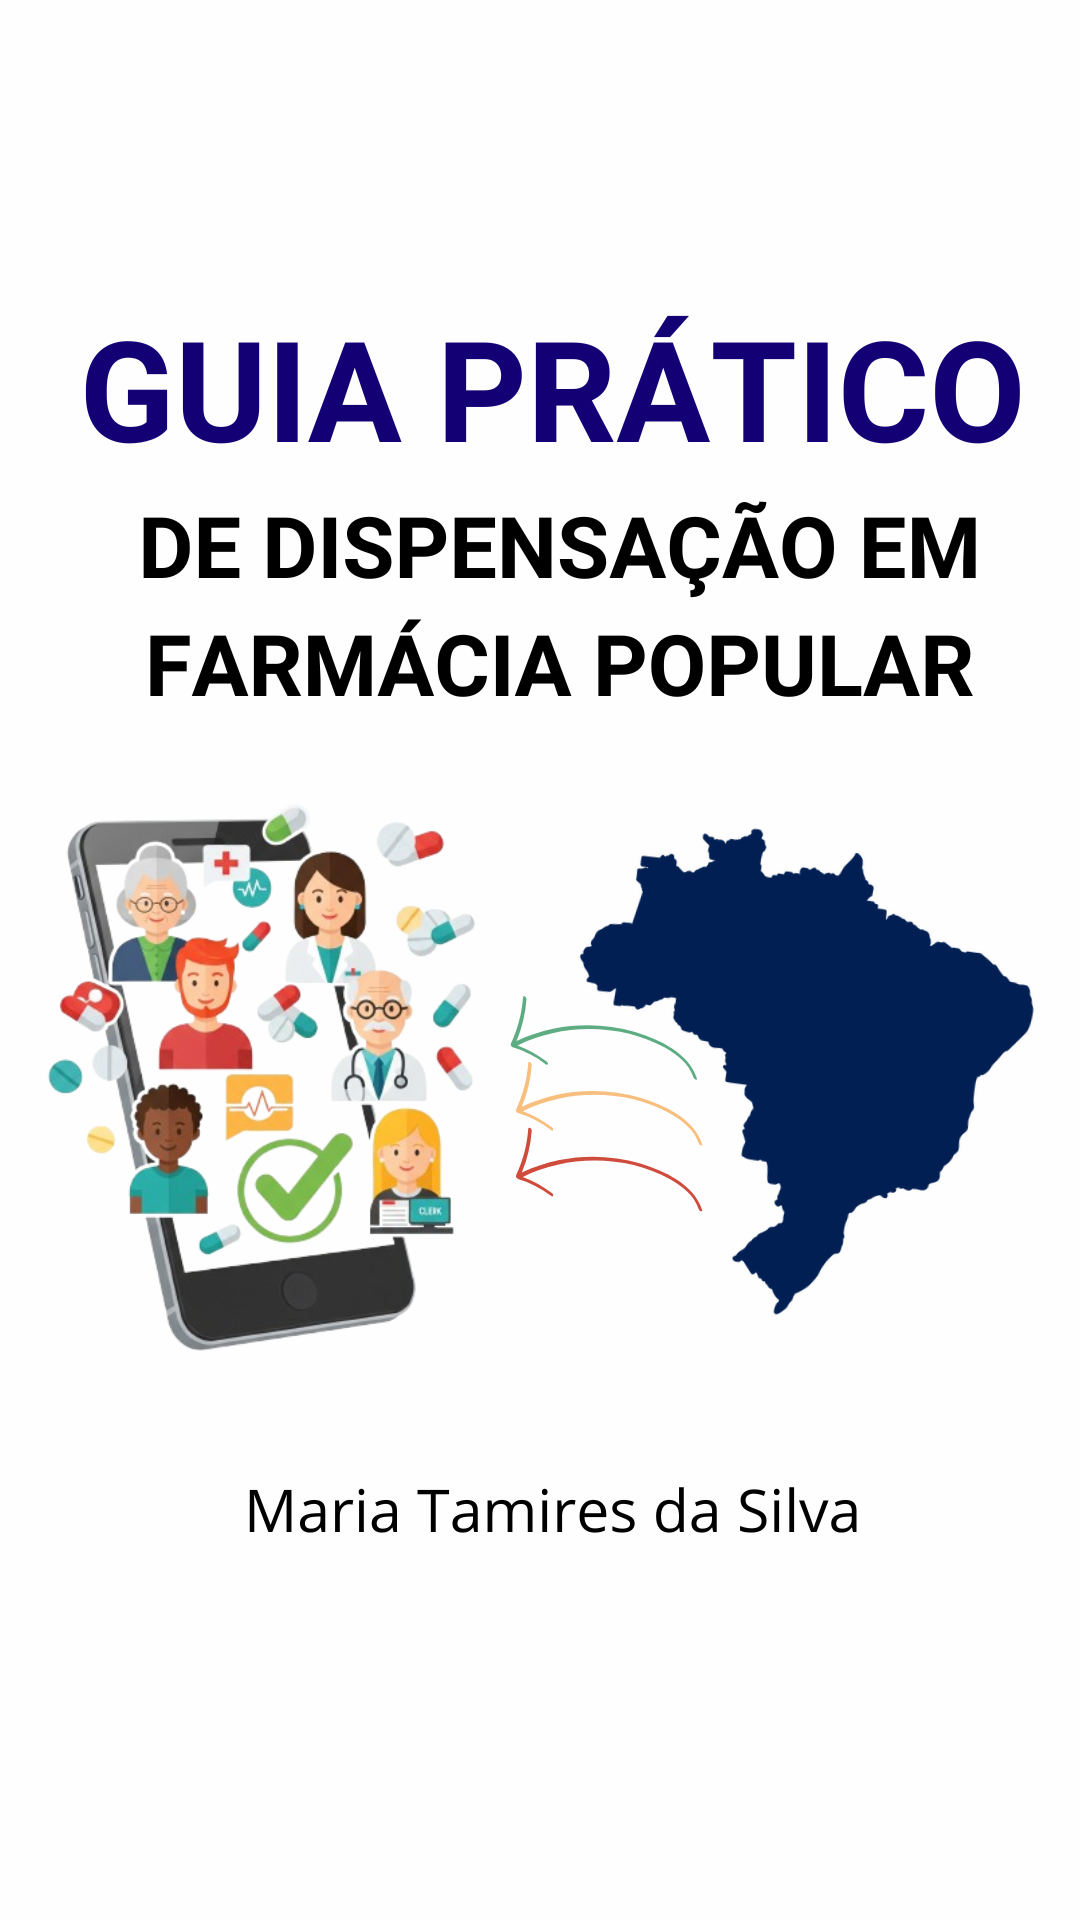 GUIA PRÁTICO
DE DISPENSAÇÃO EM
FARMÁCIA POPULAR
CLERK
Maria Tamires da Silva